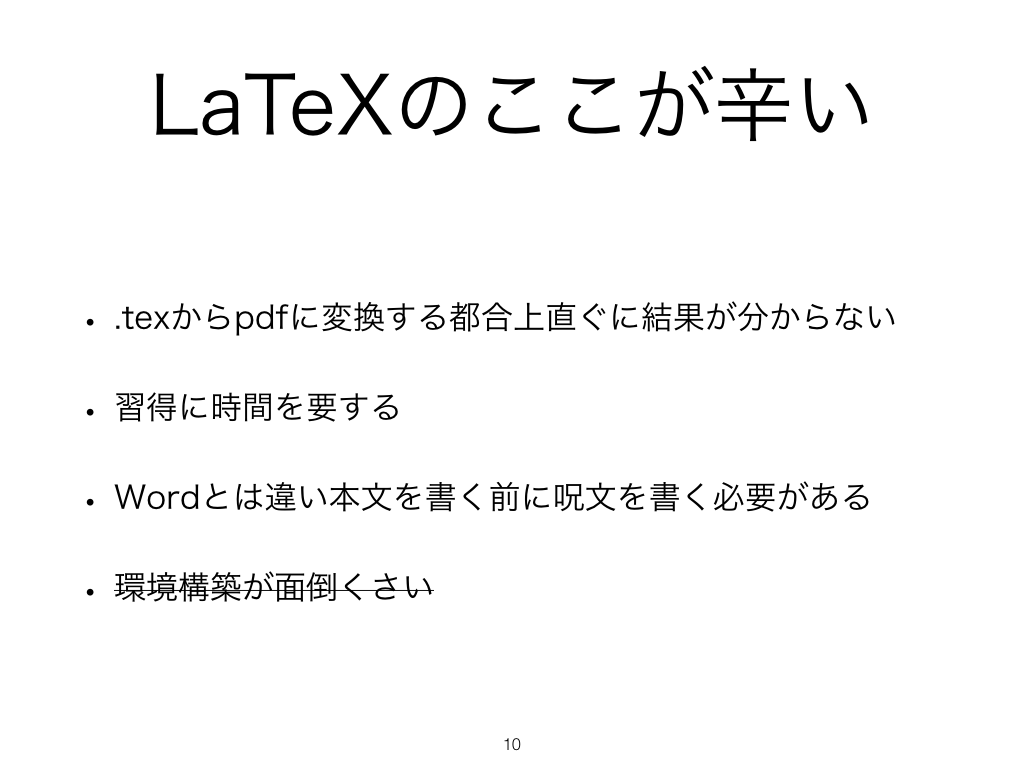 LaTeXのここが辛い
• .texからpdfに変換する都合上直ぐに結果が分からない
• 習得に時間を要する
• Wordとは違い本文を書く前に呪文を書く必要がある
• 環境構築が面倒くさい
10